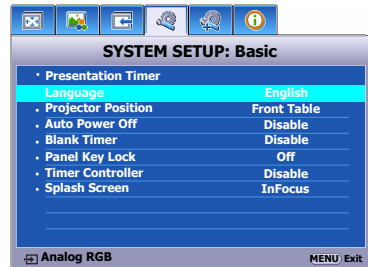 SYSTEM SETUP: Basic
· Presentation Timer
Language English
· Projector Position Front Table
· Auto Power Off Disable
· Blank Timer Disable
· Panel Key Lock Off
· Timer Controller Disable
· Splash Screen InFocus
Analog RGB MENU Exit